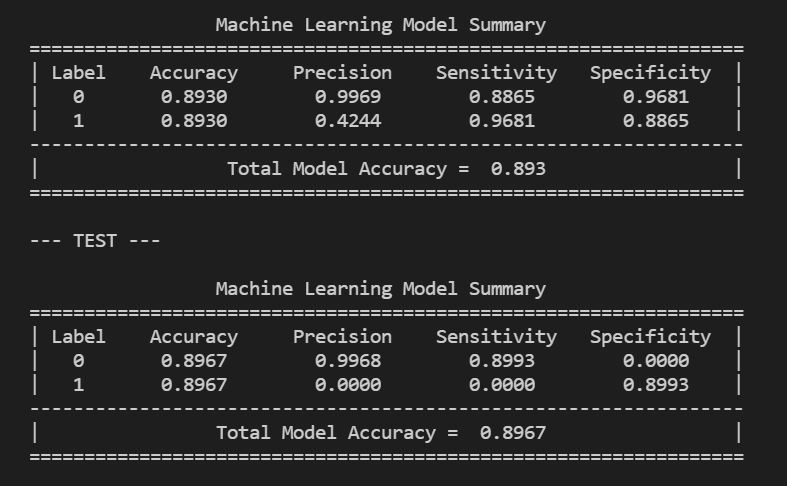 Machine Learning Model Summary
=================================================================
| Label    Accuracy     Precision    Sensitivity   Specificity  |
|   0       0.8930        0.9969        0.8865        0.9681    |
|   1       0.8930        0.4244        0.9681        0.8865    |
-----------------------------------------------------------------
|                 Total Model Accuracy =  0.893                 |
=================================================================
--- TEST ---
Machine Learning Model Summary
=================================================================
| Label    Accuracy     Precision    Sensitivity   Specificity  |
|   0       0.8967        0.9968        0.8993        0.0000    |
|   1       0.8967        0.0000        0.0000        0.8993    |
-----------------------------------------------------------------
|                Total Model Accuracy =  0.8967                 |
=================================================================